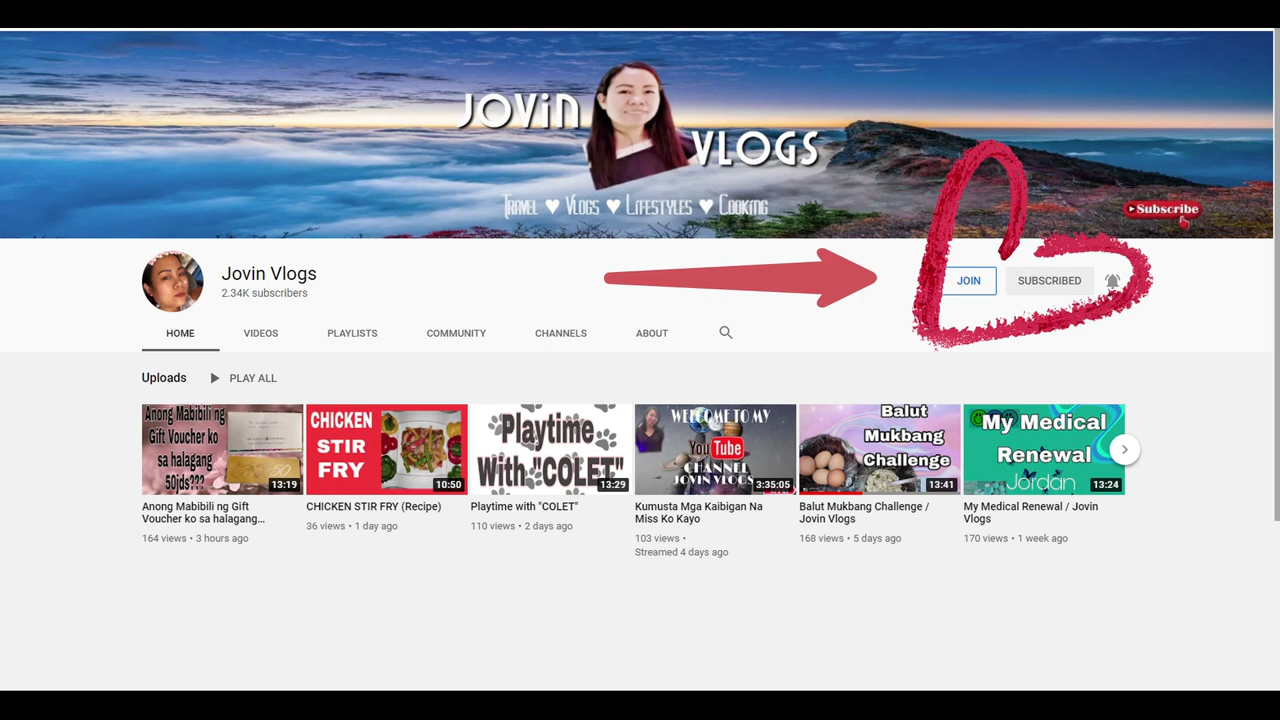 JOVIN
VLOGS
TRAVEL ♥ VLOGS ♥ LIFESTYLES ♥ COOKING
Subscribe
Jovin Vlogs
2.34K subscribers
JOIN
SUBSCRIBED
HOME VIDEOS PLAYLISTS COMMUNITY CHANNELS ABOUT
Uploads PLAY ALL
Anong Mabibili ng
Gift Voucher ko
sa halagang
50jds???
50
13:19
CHICKEN
STIR
FRY
10:50
Playtime
With "COLET"
13:29
WELCOME TO MY
YouTube
CHANNEL
JOVIN VLOGS
3:35:05
Balut
Mukbang
Challenge
13:41
My Medical
Renewal
Jordan
13:24
Anong Mabibili ng Gift
Voucher ko sa halagang...
164 views • 3 hours ago
CHICKEN STIR FRY (Recipe)
36 views • 1 day ago
Playtime with "COLET"
110 views • 2 days ago
Kumusta Mga Kaibigan Na
Miss Ko Kayo
103 views •
Streamed 4 days ago
Balut Mukbang Challenge /
Jovin Vlogs
168 views • 5 days ago
My Medical Renewal / Jovin
Vlogs
170 views • 1 week ago